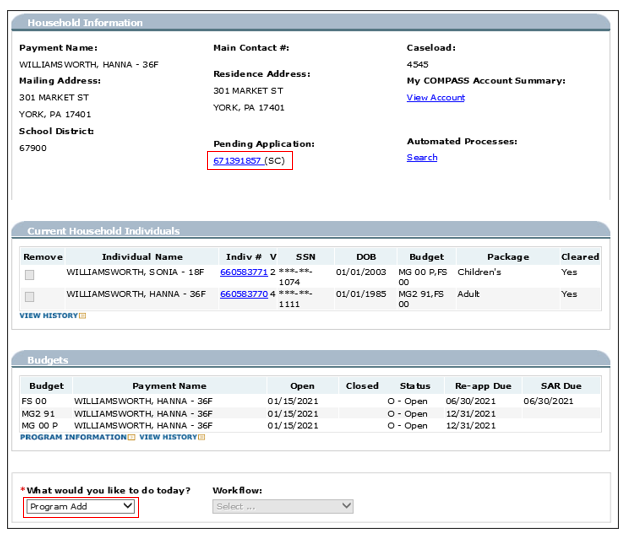 Household Information
Payment Name:
WILLIAMSWORTH, HANNA - 36F
Mailing Address:
301 MARKET ST
YORK, PA 17401
School District:
67900
Main Contact #:
Residence Address:
301 MARKET ST
YORK, PA 17401
Pending Application:
671391857 (SC)
Caseload:
4545
My COMPASS Account Summary:
View Account
Automated Processes:
Search
Current Household Individuals
Remove Individual Name Indiv # V SSN DOB Budget Package Cleared
WILLIAMSWORTH, SONIA - 18F 660583771 2 ***-**- 01/01/2003 MG 00 P,FS Children's Yes
1074 00
WILLIAMSWORTH, HANNA - 36F 660583770 4 ***-**- 01/01/1985 MG2 91,FS Adult Yes
1111 00
VIEW HISTORY
Budgets
Budget Payment Name Open Closed Status Re-app Due SAR Due
FS 00 WILLIAMSWORTH, HANNA - 36F 01/15/2021 O - Open 06/30/2021 06/30/2021
MG2 91 WILLIAMSWORTH, HANNA - 36F 01/15/2021 O - Open 12/31/2021
MG 00 P WILLIAMSWORTH, HANNA - 36F 01/15/2021 O - Open 12/31/2021
PROGRAM INFORMATION VIEW HISTORY
*What would you like to do today? Workflow:
Program Add Select ...